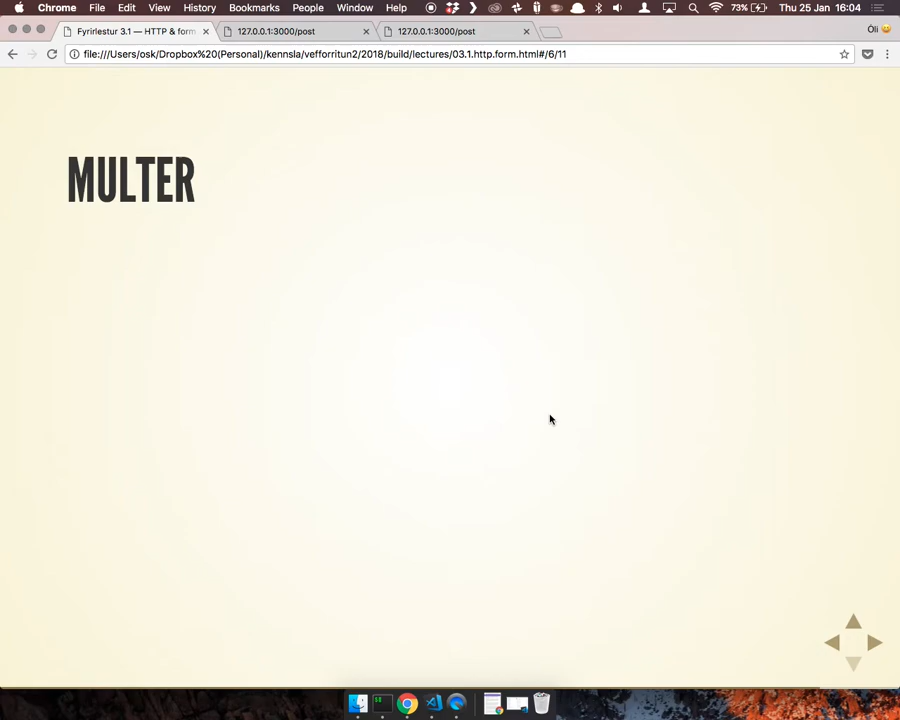 Chrome File Edit View History Bookmarks People Window Help 73% Thu 25 Jan 16:04
Fyrirlestur 3.1 — HTTP & form 127.0.0.1:3000/post 127.0.0.1:3000/post Óli
file:///Users/osk/Dropbox%20(Personal)/kennsla/vefforritun2/2018/build/lectures/03.1.http.form.html#/6/11
MULTER